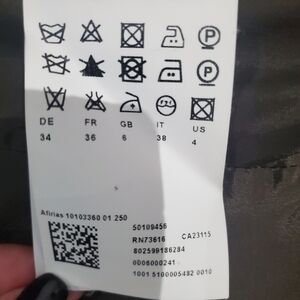 DE FR GB IT US
34 36 6 38 4
Afirias 10103360 01 250
50109456
RN73616 CA23115
802599186284
0006000241
1001 5100005482 0010